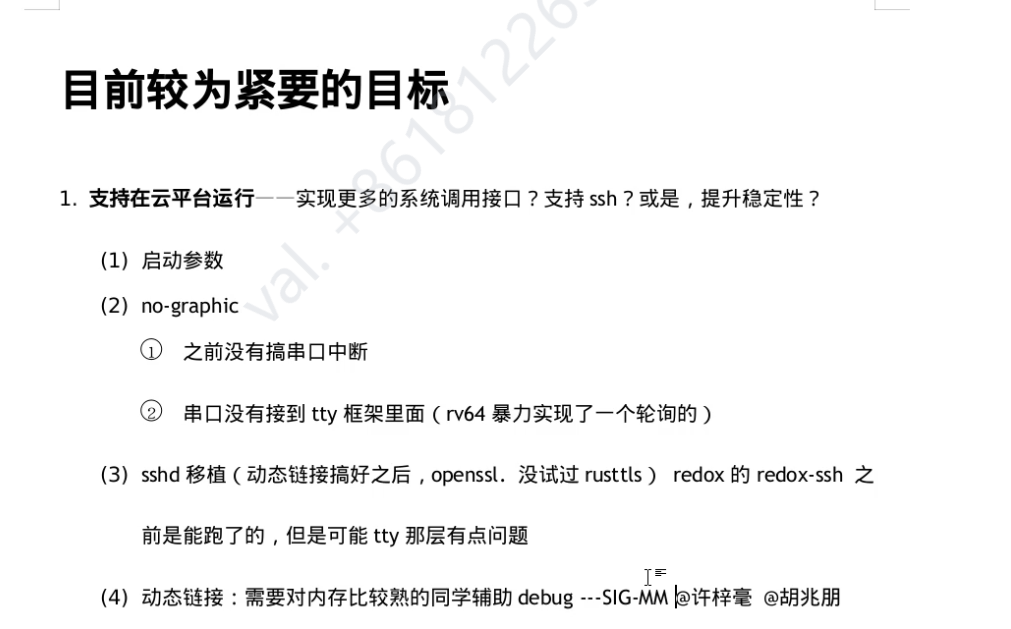 目前较为紧要的目标
val. +861812265
1. 支持在云平台运行——实现更多的系统调用接口？支持 ssh？或是，提升稳定性？
(1) 启动参数
(2) no-graphic
① 之前没有搞串口中断
② 串口没有接到 tty 框架里面（rv64 暴力实现了一个轮询的）
(3) sshd 移植（动态链接搞好之后，openssl. 没试过 rusttls） redox 的 redox-ssh 之
前是能跑了的，但是可能 tty 那层有点问题
(4) 动态链接：需要对内存比较熟的同学辅助 debug ---SIG-MM @许梓毫 @胡兆朋